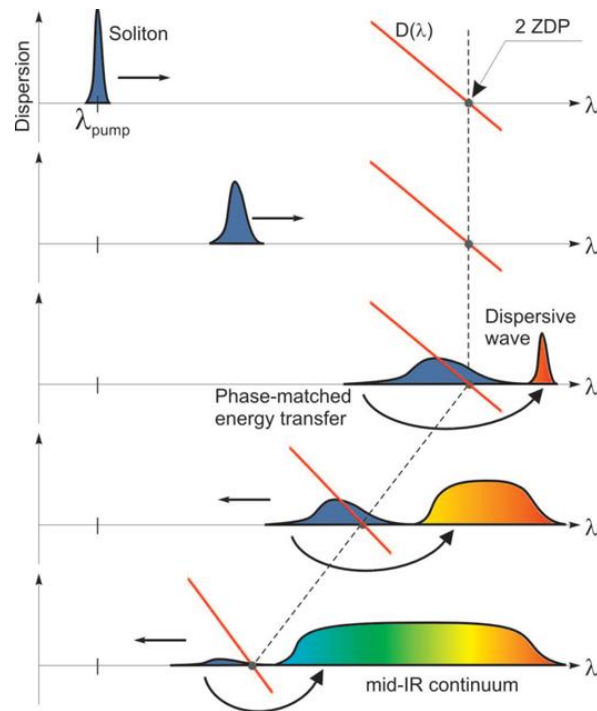 Dispersion
Soliton
D(λ)
2 ZDP
λ
λpump
λ
Dispersive
wave
Phase-matched
energy transfer
λ
λ
mid-IR continuum
λ